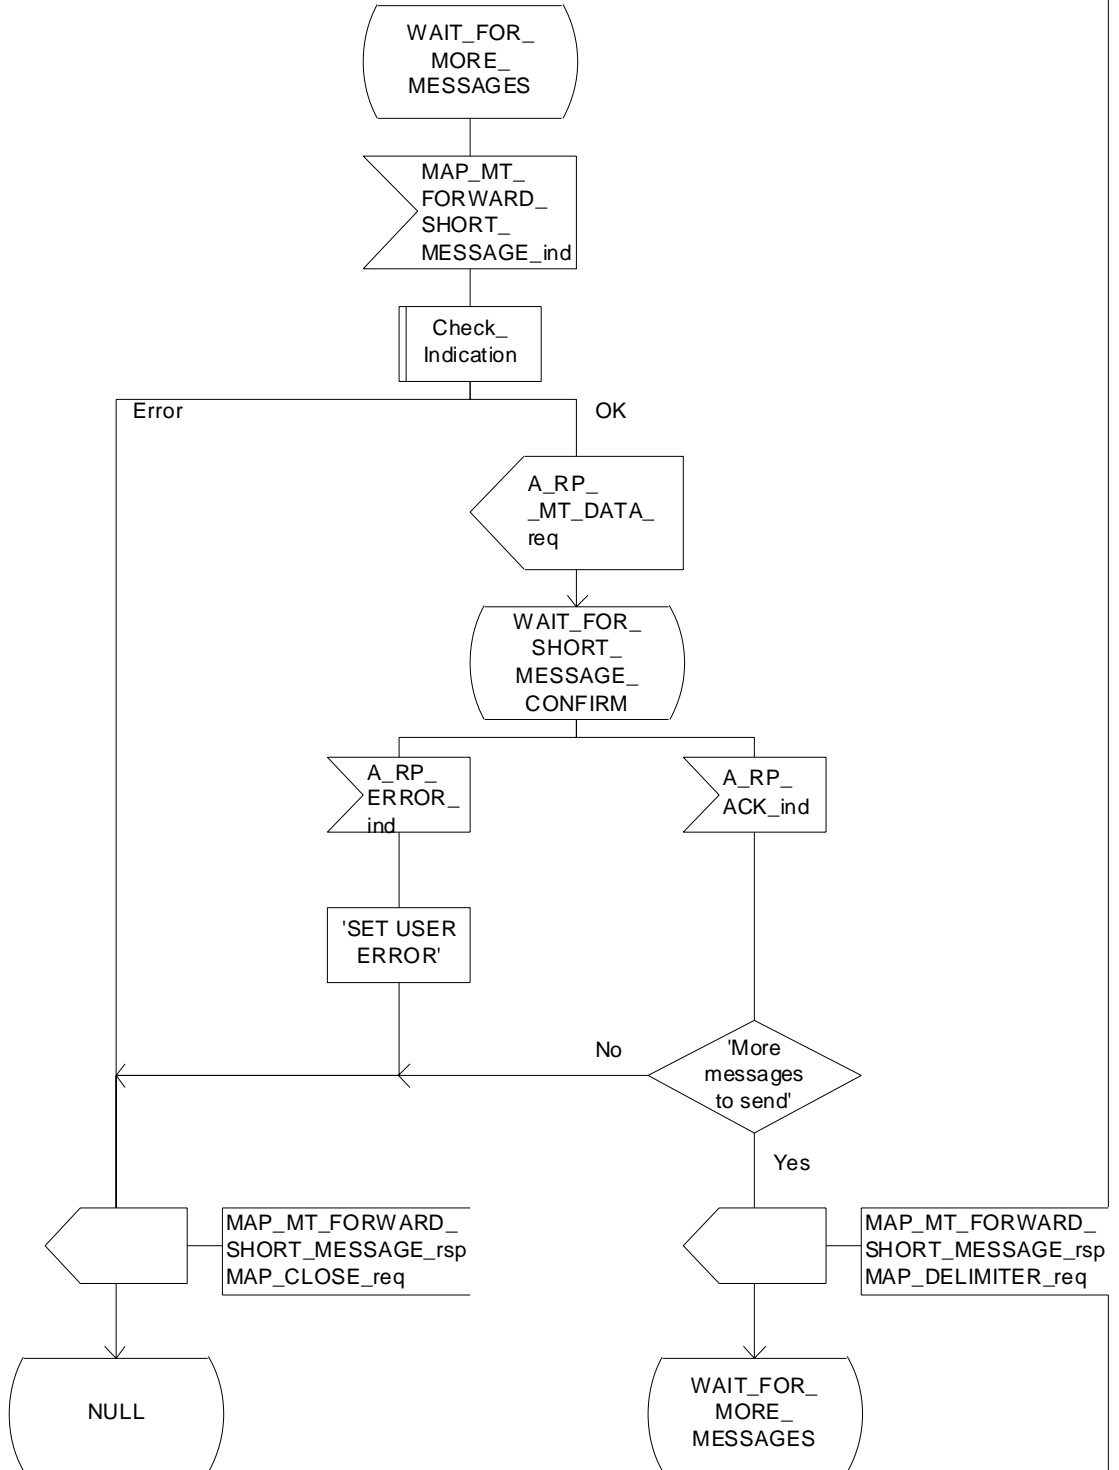 WAIT_FOR_
MORE_
MESSAGES
MAP_MT_
FORWARD_
SHORT_
MESSAGE_ind
Check_
Indication
Error
OK
A_RP_
_MT_DATA_
req
WAIT_FOR_
SHORT_
MESSAGE_
CONFIRM
A_RP_
ERROR_
ind
A_RP_
ACK_ind
'SET USER
ERROR'
No
'More
messages
to send'
Yes
MAP_MT_FORWARD_
SHORT_MESSAGE_rsp
MAP_CLOSE_req
MAP_MT_FORWARD_
SHORT_MESSAGE_rsp
MAP_DELIMITER_req
NULL
WAIT_FOR_
MORE_
MESSAGES